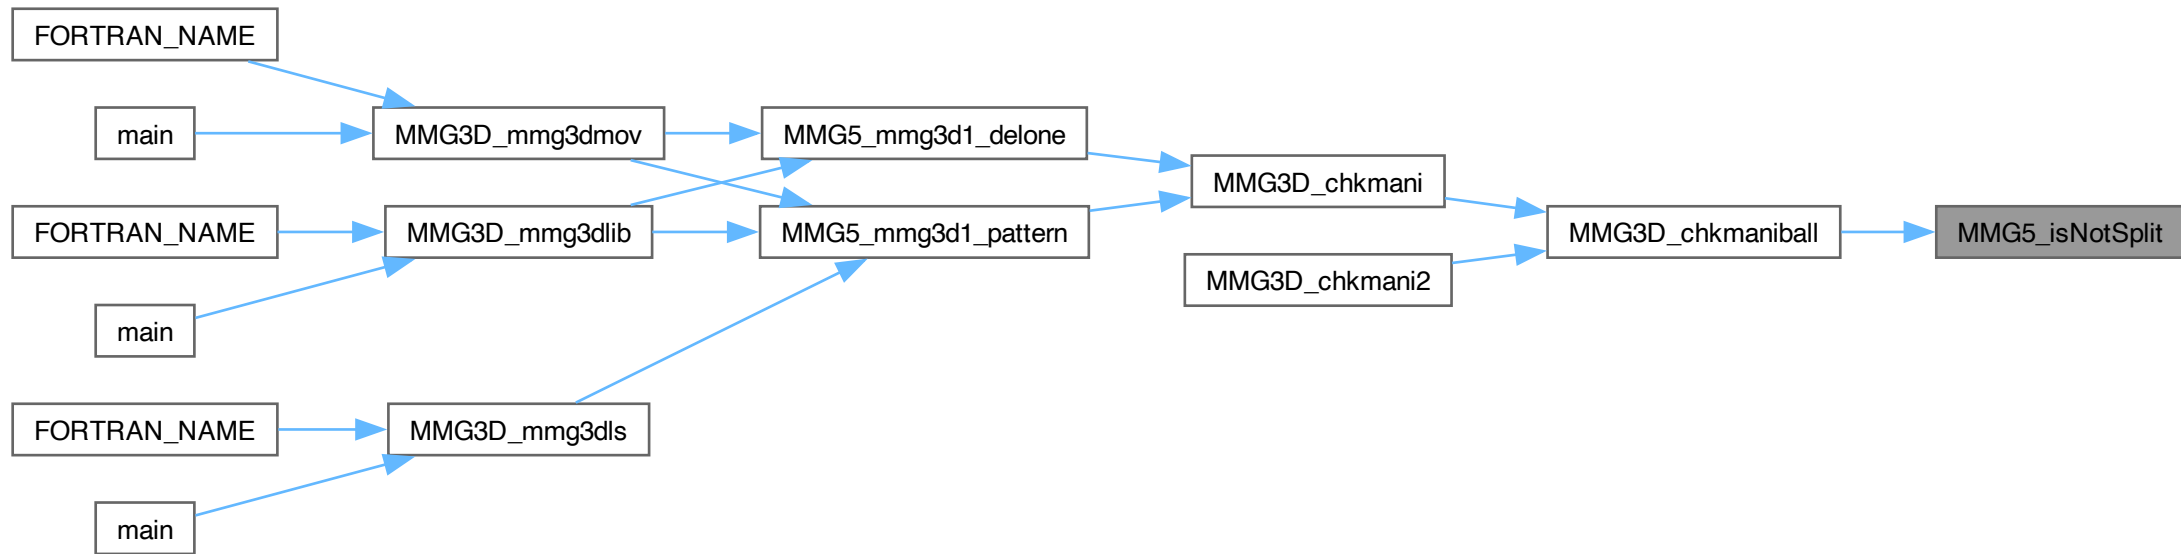 FORTRAN_NAME
main
MMG3D_mmg3dmov
MMG5_mmg3d1_delone
MMG3D_chkmani
FORTRAN_NAME
MMG3D_mmg3dlib
MMG5_mmg3d1_pattern
MMG3D_chkmaniball
MMG5_isNotSplit
MMG3D_chkmani2
main
FORTRAN_NAME
MMG3D_mmg3dls
main